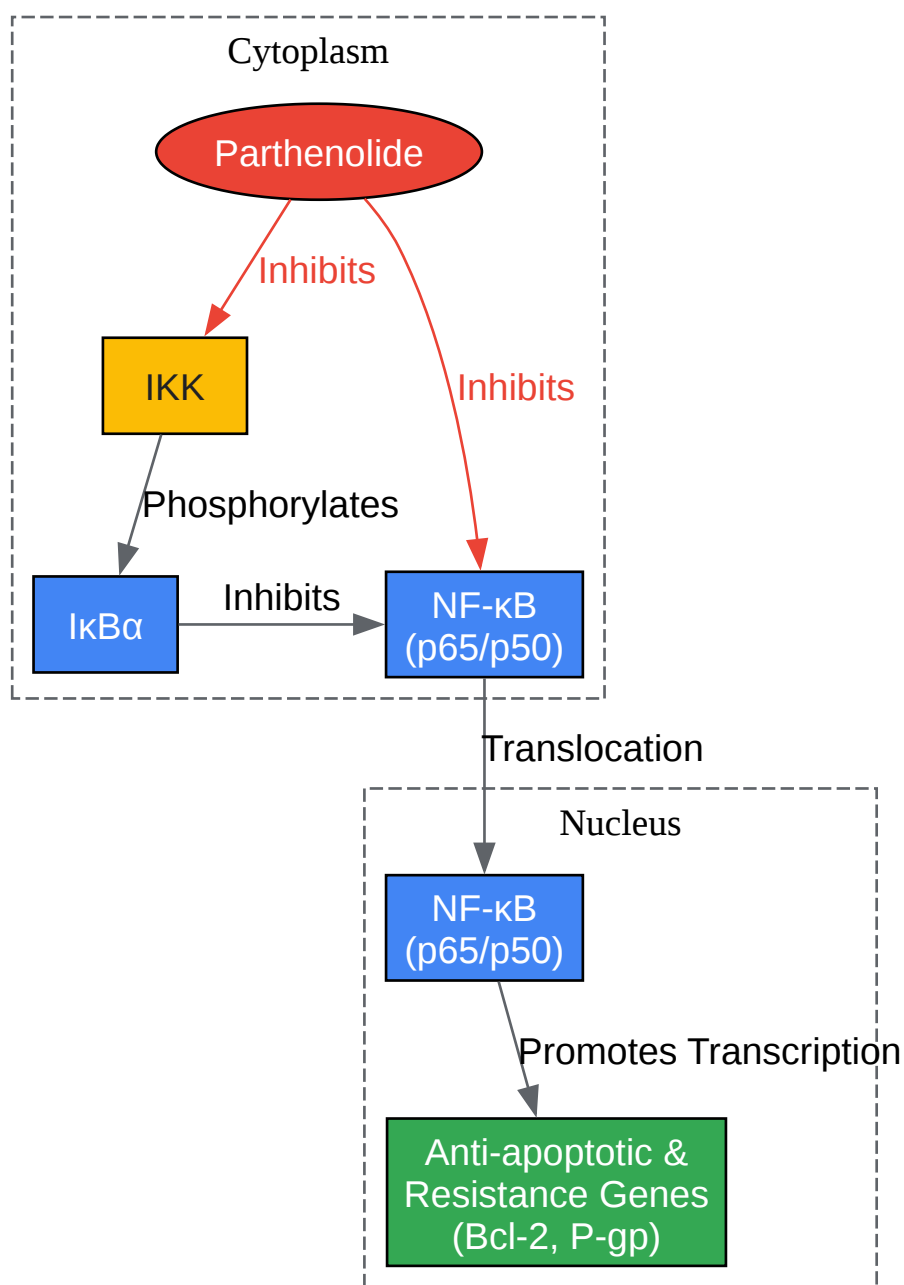 Cytoplasm
Parthenolide
Inhibits
IKK
Inhibits
Phosphorylates
IκBα
Inhibits
NF-κB
(p65/p50)
Translocation
Nucleus
NF-κB
(p65/p50)
Promotes Transcription
Anti-apoptotic &
Resistance Genes
(Bcl-2, P-gp)